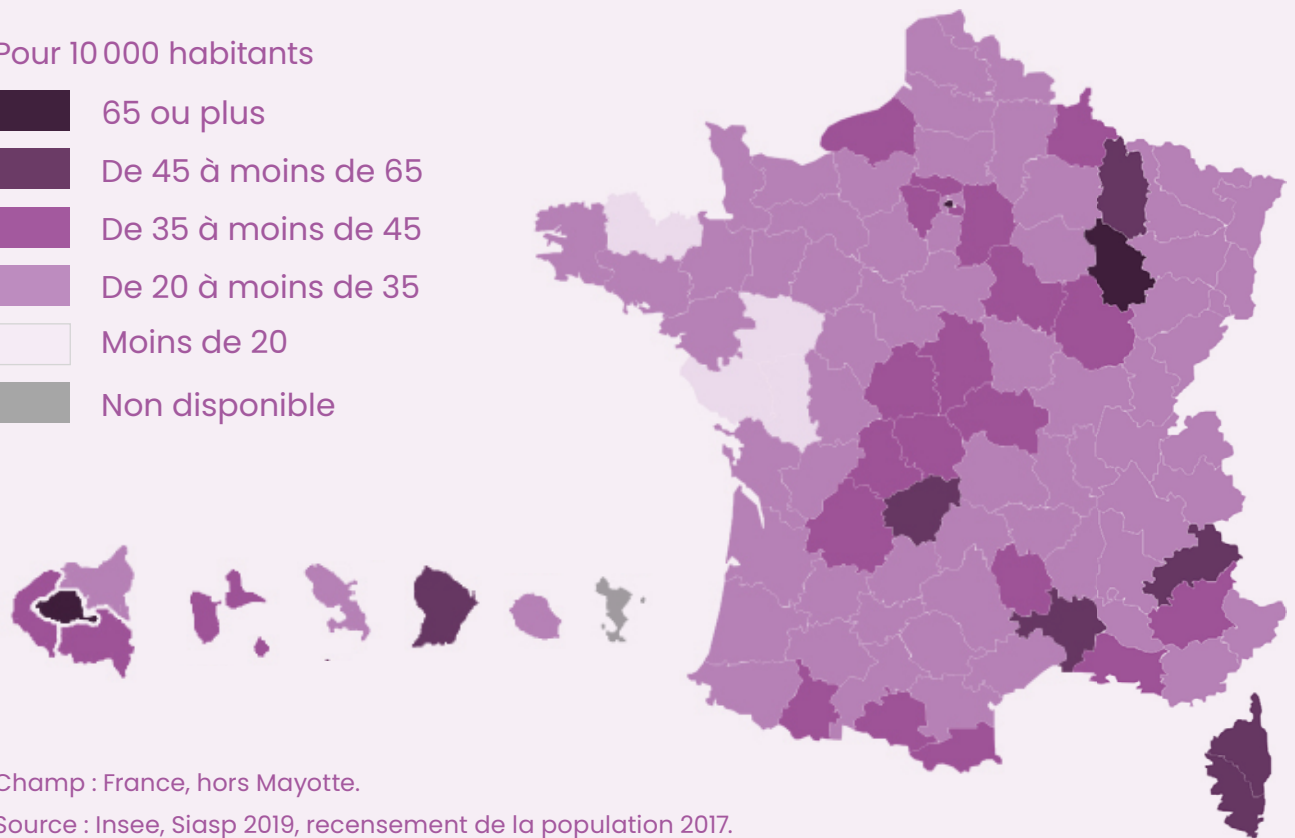 Pour 10 000 habitants
65 ou plus
De 45 à moins de 65
De 35 à moins de 45
De 20 à moins de 35
Moins de 20
Non disponible
Champ : France, hors Mayotte.
Source : Insee, Siasp 2019, recensement de la population 2017.